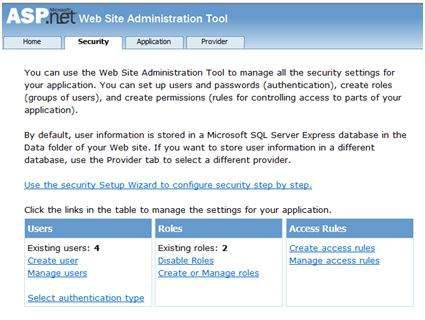 Microsoft
ASP.net Web Site Administration Tool
Home Security Application Provider
You can use the Web Site Administration Tool to manage all the security settings for
your application. You can set up users and passwords (authentication), create roles
(groups of users), and create permissions (rules for controlling access to parts of your
application).
By default, user information is stored in a Microsoft SQL Server Express database in the
Data folder of your Web site. If you want to store user information in a different
database, use the Provider tab to select a different provider.
Use the security Setup Wizard to configure security step by step.
Click the links in the table to manage the settings for your application.
Users Roles Access Rules
Existing users: 4
Create user
Manage users
Select authentication type
Existing roles: 2
Disable Roles
Create or Manage roles
Create access rules
Manage access rules